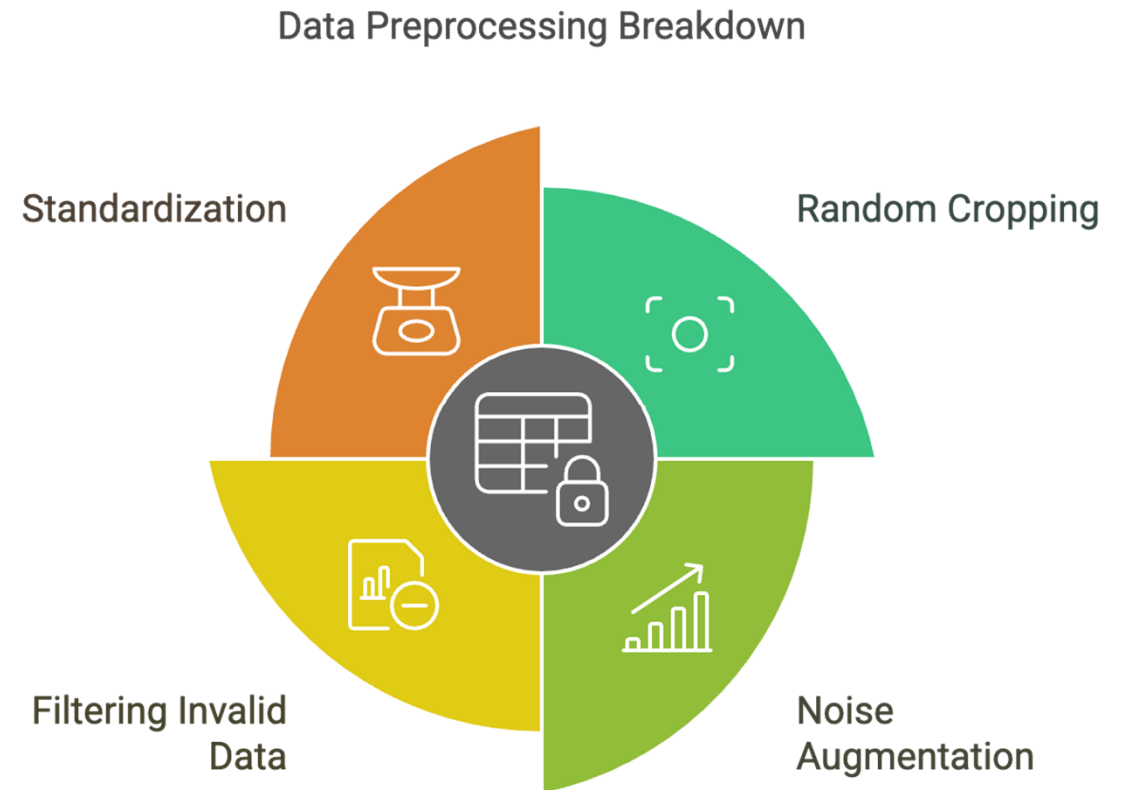 Data Preprocessing Breakdown
Standardization
Random Cropping
Filtering Invalid
Data
Noise
Augmentation